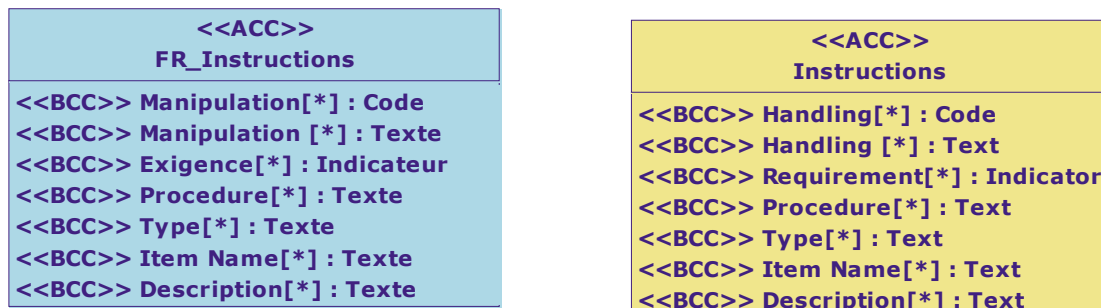 <<ACC>>
FR_Instructions
<<BCC>> Manipulation[*] : Code
<<BCC>> Manipulation [*] : Texte
<<BCC>> Exigence[*] : Indicateur
<<BCC>> Procedure[*] : Texte
<<BCC>> Type[*] : Texte
<<BCC>> Item Name[*] : Texte
<<BCC>> Description[*] : Texte
<<ACC>>
Instructions
<<BCC>> Handling[*] : Code
<<BCC>> Handling [*] : Text
<<BCC>> Requirement[*] : Indicator
<<BCC>> Procedure[*] : Text
<<BCC>> Type[*] : Text
<<BCC>> Item Name[*] : Text
<<BCC>> Description[*] : Text